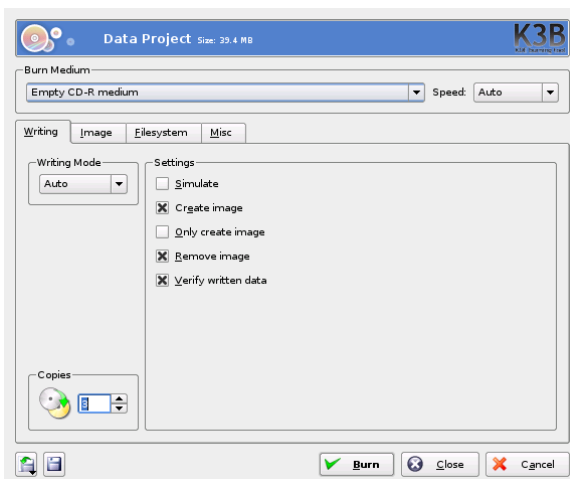 Data Project Size: 39.4 MB
K3B
Burn Medium
Empty CD-R medium
Speed: Auto
Writing Image Filesystem Misc
Writing Mode
Auto
Settings
Simulate
Create image
Only create image
Remove image
Verify written data
Copies
3
Burn Close Cancel